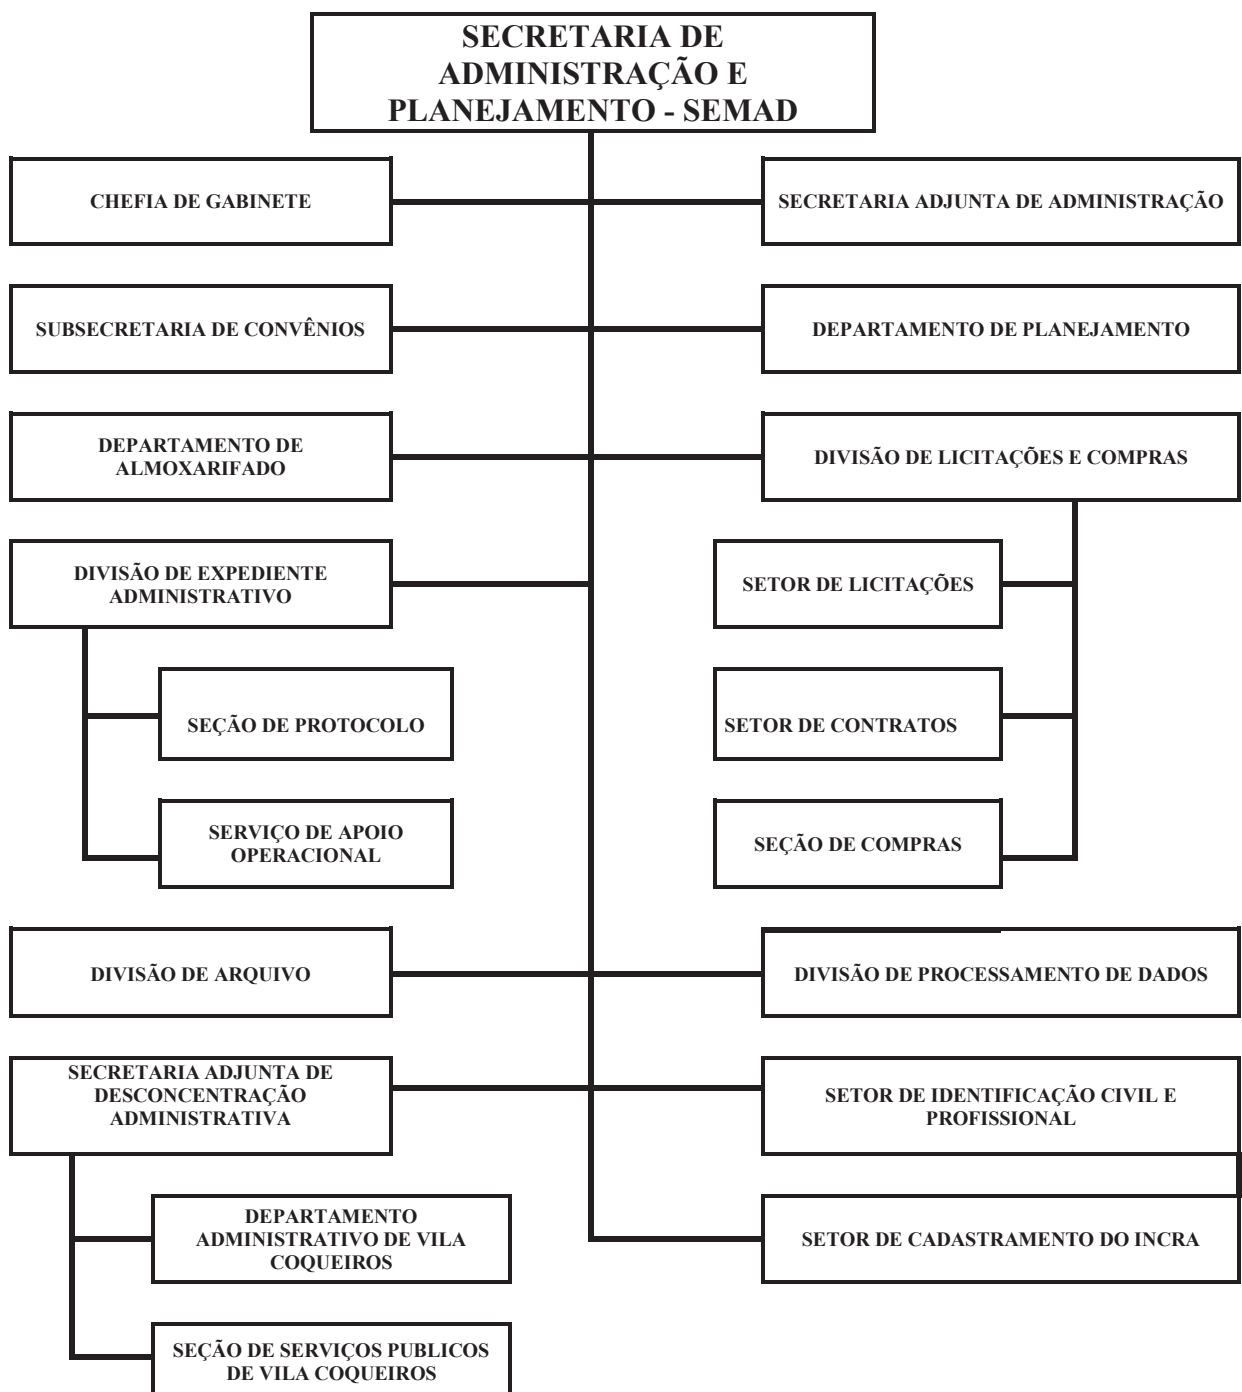 SECRETARIA DE
ADMINISTRAÇÃO E
PLANEJAMENTO - SEMAD
CHEFIA DE GABINETE
SECRETARIA ADJUNTA DE ADMINISTRAÇÃO
SUBSECRETARIA DE CONVÊNIOS
DEPARTAMENTO DE PLANEJAMENTO
DEPARTAMENTO DE
ALMOXARIFADO
DIVISÃO DE LICITAÇÕES E COMPRAS
DIVISÃO DE EXPEDIENTE
ADMINISTRATIVO
SETOR DE LICITAÇÕES
SEÇÃO DE PROTOCOLO
SETOR DE CONTRATOS
SERVIÇO DE APOIO
OPERACIONAL
SEÇÃO DE COMPRAS
DIVISÃO DE ARQUIVO
DIVISÃO DE PROCESSAMENTO DE DADOS
SECRETARIA ADJUNTA DE
DESCONCENTRAÇÃO
ADMINISTRATIVA
SETOR DE IDENTIFICAÇÃO CIVIL E
PROFISSIONAL
DEPARTAMENTO
ADMINISTRATIVO DE VILA
COQUEIROS
SETOR DE CADASTRAMENTO DO INCRA
SEÇÃO DE SERVIÇOS PUBLICOS
DE VILA COQUEIROS